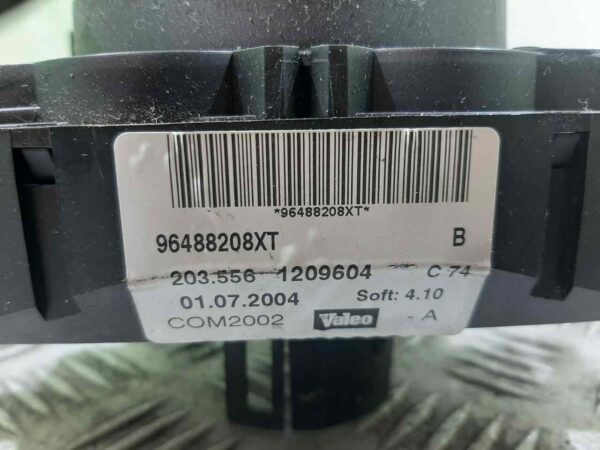 *96488208XT*
96488208XT B
203.556 1209604 C 74
01.07.2004 Soft: 4.10
COM2002 Valeo - A